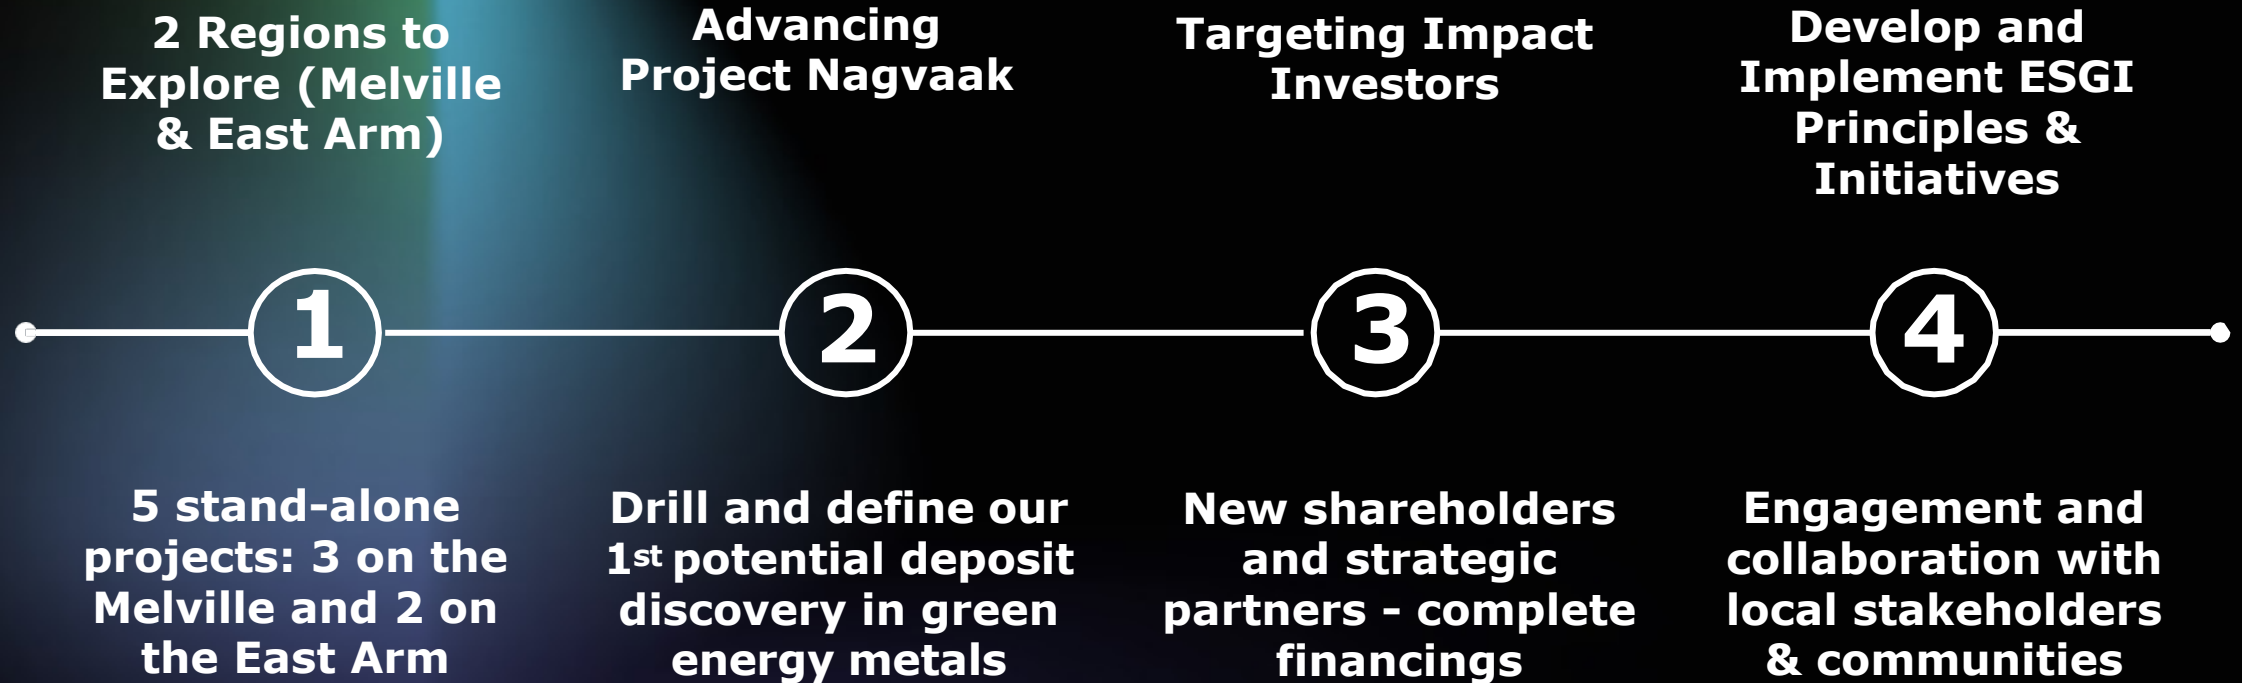 2 Regions to
Explore (Melville
& East Arm)
Advancing
Project Nagvaak
Targeting Impact
Investors
Develop and
Implement ESGI
Principles &
Initiatives
1
2
3
4
5 stand-alone
projects: 3 on the
Melville and 2 on
the East Arm
Drill and define our
1st potential deposit
discovery in green
energy metals
New shareholders
and strategic
partners - complete
financings
Engagement and
collaboration with
local stakeholders
& communities